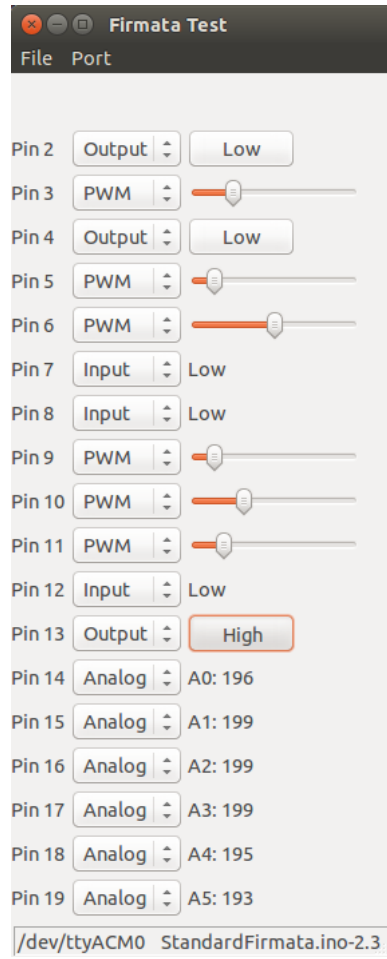 Firmata Test
File Port
Pin 2 Output Low
Pin 3 PWM
Pin 4 Output Low
Pin 5 PWM
Pin 6 PWM
Pin 7 Input Low
Pin 8 Input Low
Pin 9 PWM
Pin 10 PWM
Pin 11 PWM
Pin 12 Input Low
Pin 13 Output High
Pin 14 Analog A0: 196
Pin 15 Analog A1: 199
Pin 16 Analog A2: 199
Pin 17 Analog A3: 199
Pin 18 Analog A4: 195
Pin 19 Analog A5: 193
/dev/ttyACM0 StandardFirmata.ino-2.3